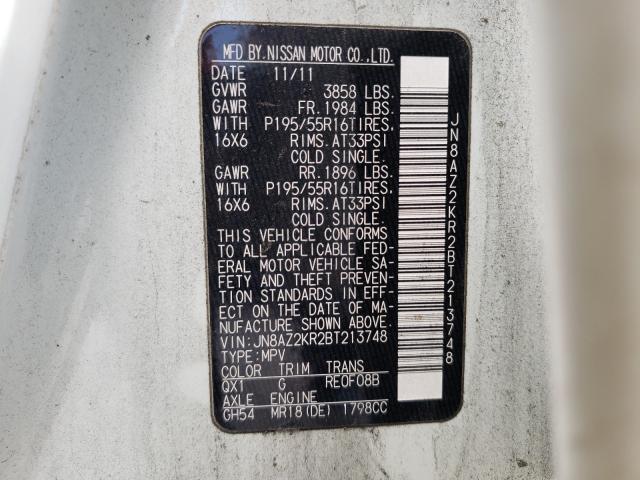 MFD BY.NISSAN MOTOR CO.,LTD.
DATE 11/11
GVWR 3858 LBS.
GAWR FR.1984 LBS.
WITH P195/55R16TIRES.
16X6 RIMS.AT33PSI
COLD SINGLE.
GAWR RR.1896 LBS.
WITH P195/55R16TIRES.
16X6 RIMS.AT33PSI
COLD SINGLE.
THIS VEHICLE CONFORMS
TO ALL APPLICABLE FED-
ERAL MOTOR VEHICLE SA-
FETY AND THEFT PREVEN-
TION STANDARDS IN EFF-
ECT ON THE DATE OF MA-
NUFACTURE SHOWN ABOVE.
VIN:JN8AZ2KR2BT213748
TYPE:MPV
COLOR TRIM TRANS
QX1 G RE0F08B
AXLE ENGINE
GH54 MR18(DE) 1798CC
JN8AZ2KR2BT213748